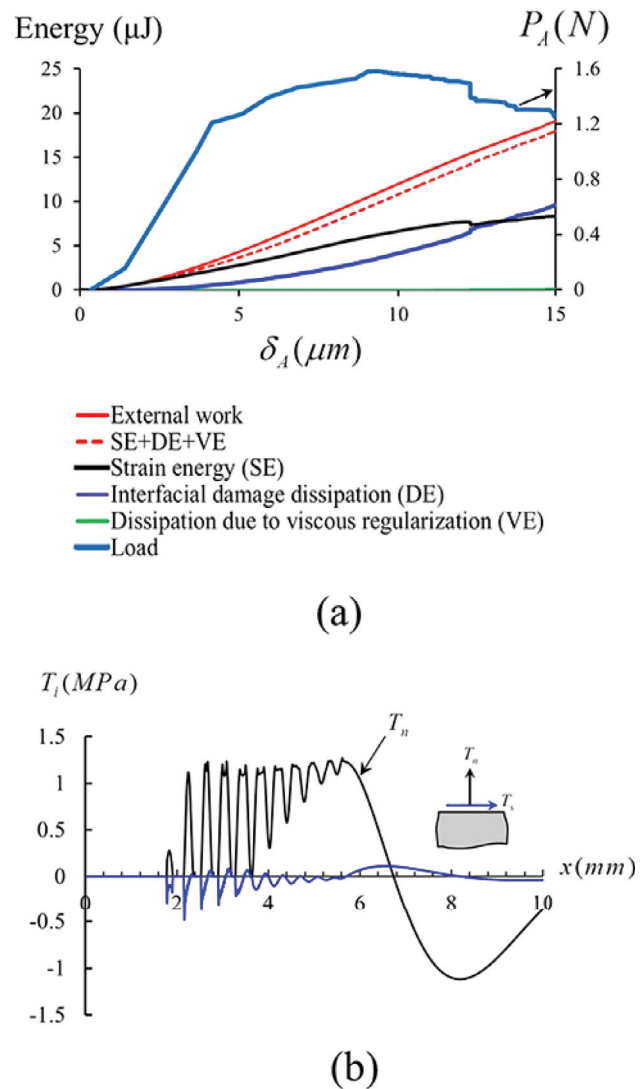 Energy (μJ) P_A(N)
25 1.6
20
1.2
15
0.8
10
5 0.4
0 0
0 5 10 15
δ_A(μm)
External work
SE+DE+VE
Strain energy (SE)
Interfacial damage dissipation (DE)
Dissipation due to viscous regularization (VE)
Load
(a)
T_i(MPa)
1.5 T_n
1 T_n
T_s
0.5
0 x(mm)
0 2 4 6 8 10
-0.5
-1
-1.5
(b)